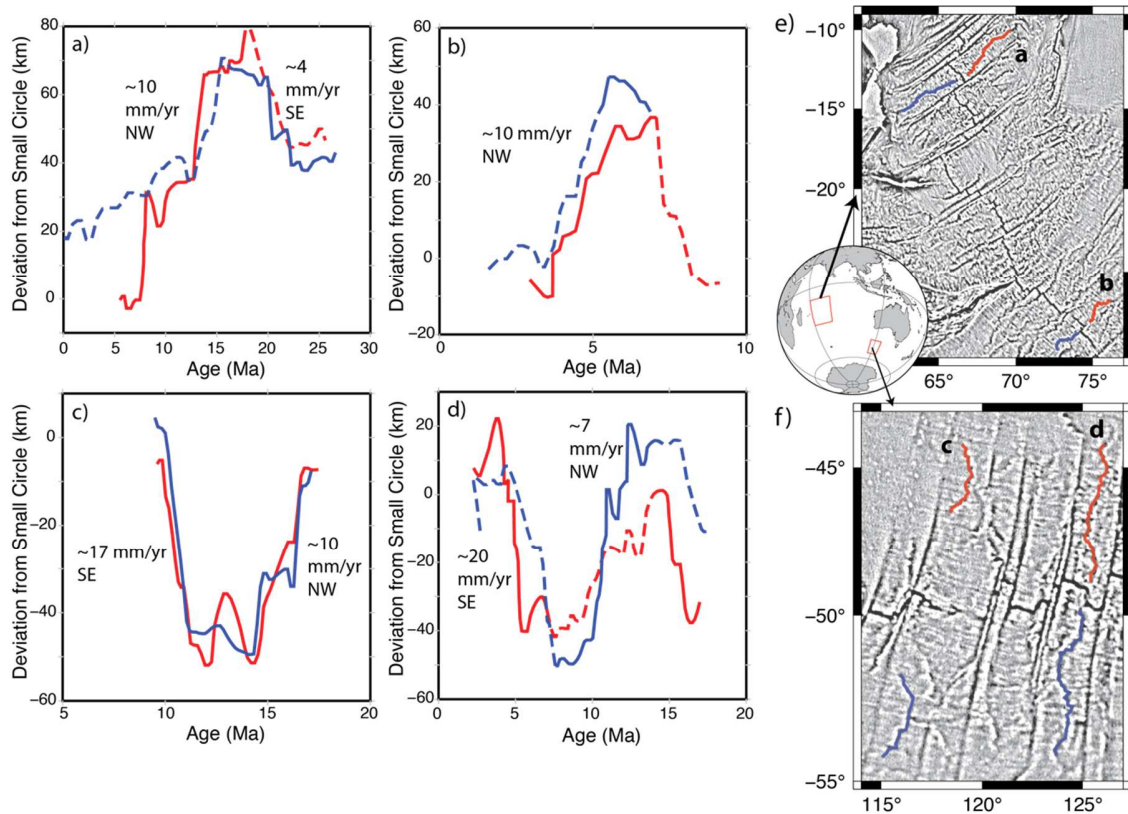 a)
Deviation from Small Circle (km)
80
60
40
20
0
~10
mm/yr
NW
~4
mm/yr
SE
0 5 10 15 20 25 30
Age (Ma)
b)
60
40
20
0
−20
~10 mm/yr
NW
0 5 10
Age (Ma)
c)
Deviation from Small Circle (km)
0
−20
−40
−60
~17 mm/yr
SE
~10
mm/yr
NW
5 10 15 20
Age (Ma)
d)
Deviation from Small Circle (km)
20
0
−20
−40
−60
~7
mm/yr
NW
~20
mm/yr
SE
0 5 10 15 20
Age (Ma)
e)
−10°
−15°
−20°
a
b
65° 70° 75°
f)
−45°
−50°
−55°
c
d
115° 120° 125°